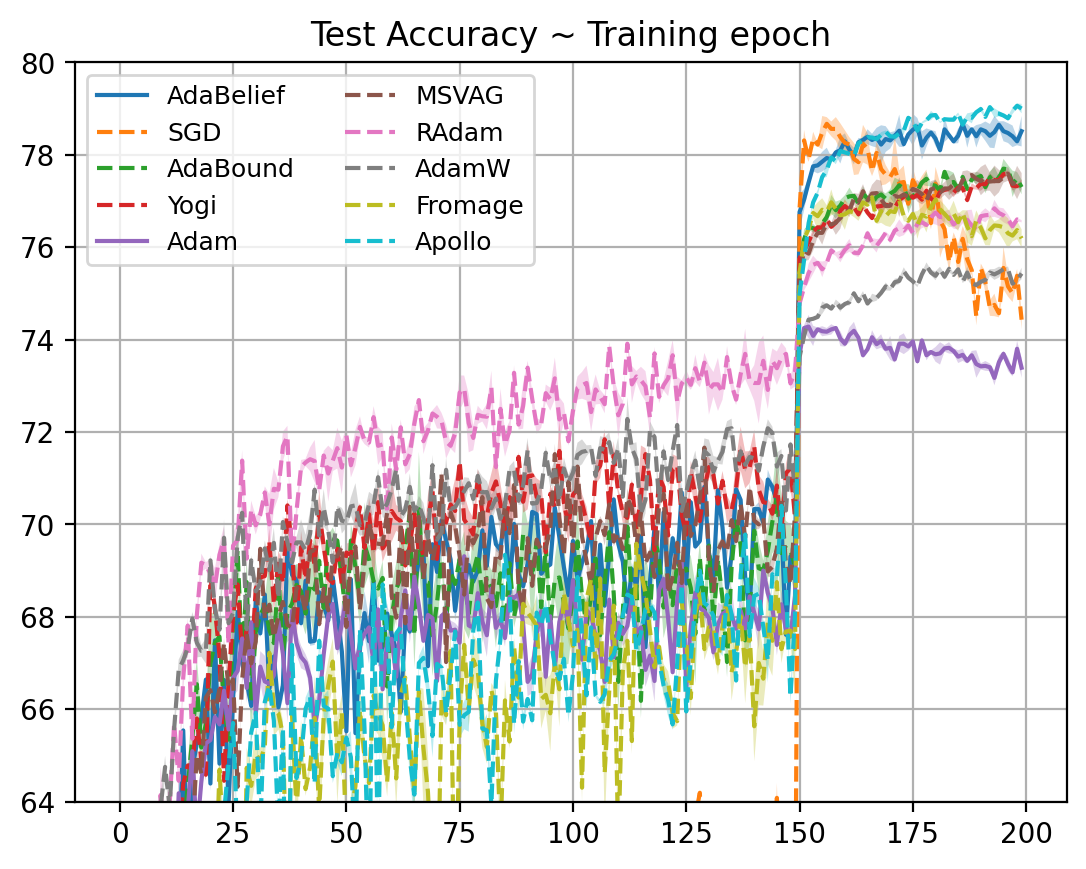 Test Accuracy ~ Training epoch
80
78
76
74
72
70
68
66
64
AdaBelief
SGD
AdaBound
Yogi
Adam
MSVAG
RAdam
AdamW
Fromage
Apollo
0 25 50 75 100 125 150 175 200